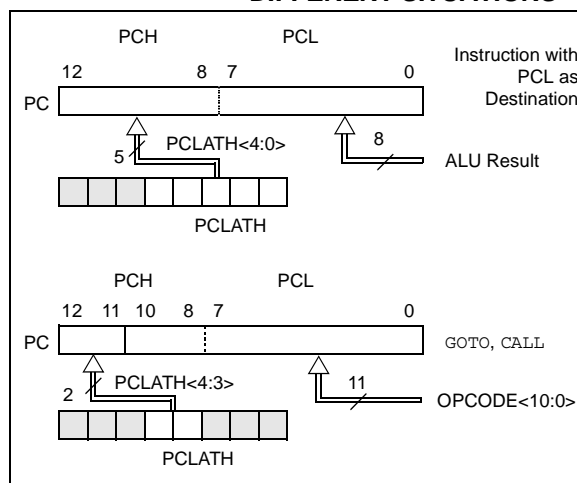 DIFFERENT SITUATIONS
PCH PCL
12 8 7 0
Instruction with
PCL as
Destination
PC
5 PCLATH<4:0>
8
ALU Result
PCLATH
PCH PCL
12 11 10 8 7 0
PC
GOTO, CALL
2 PCLATH<4:3>
11
OPCODE<10:0>
PCLATH